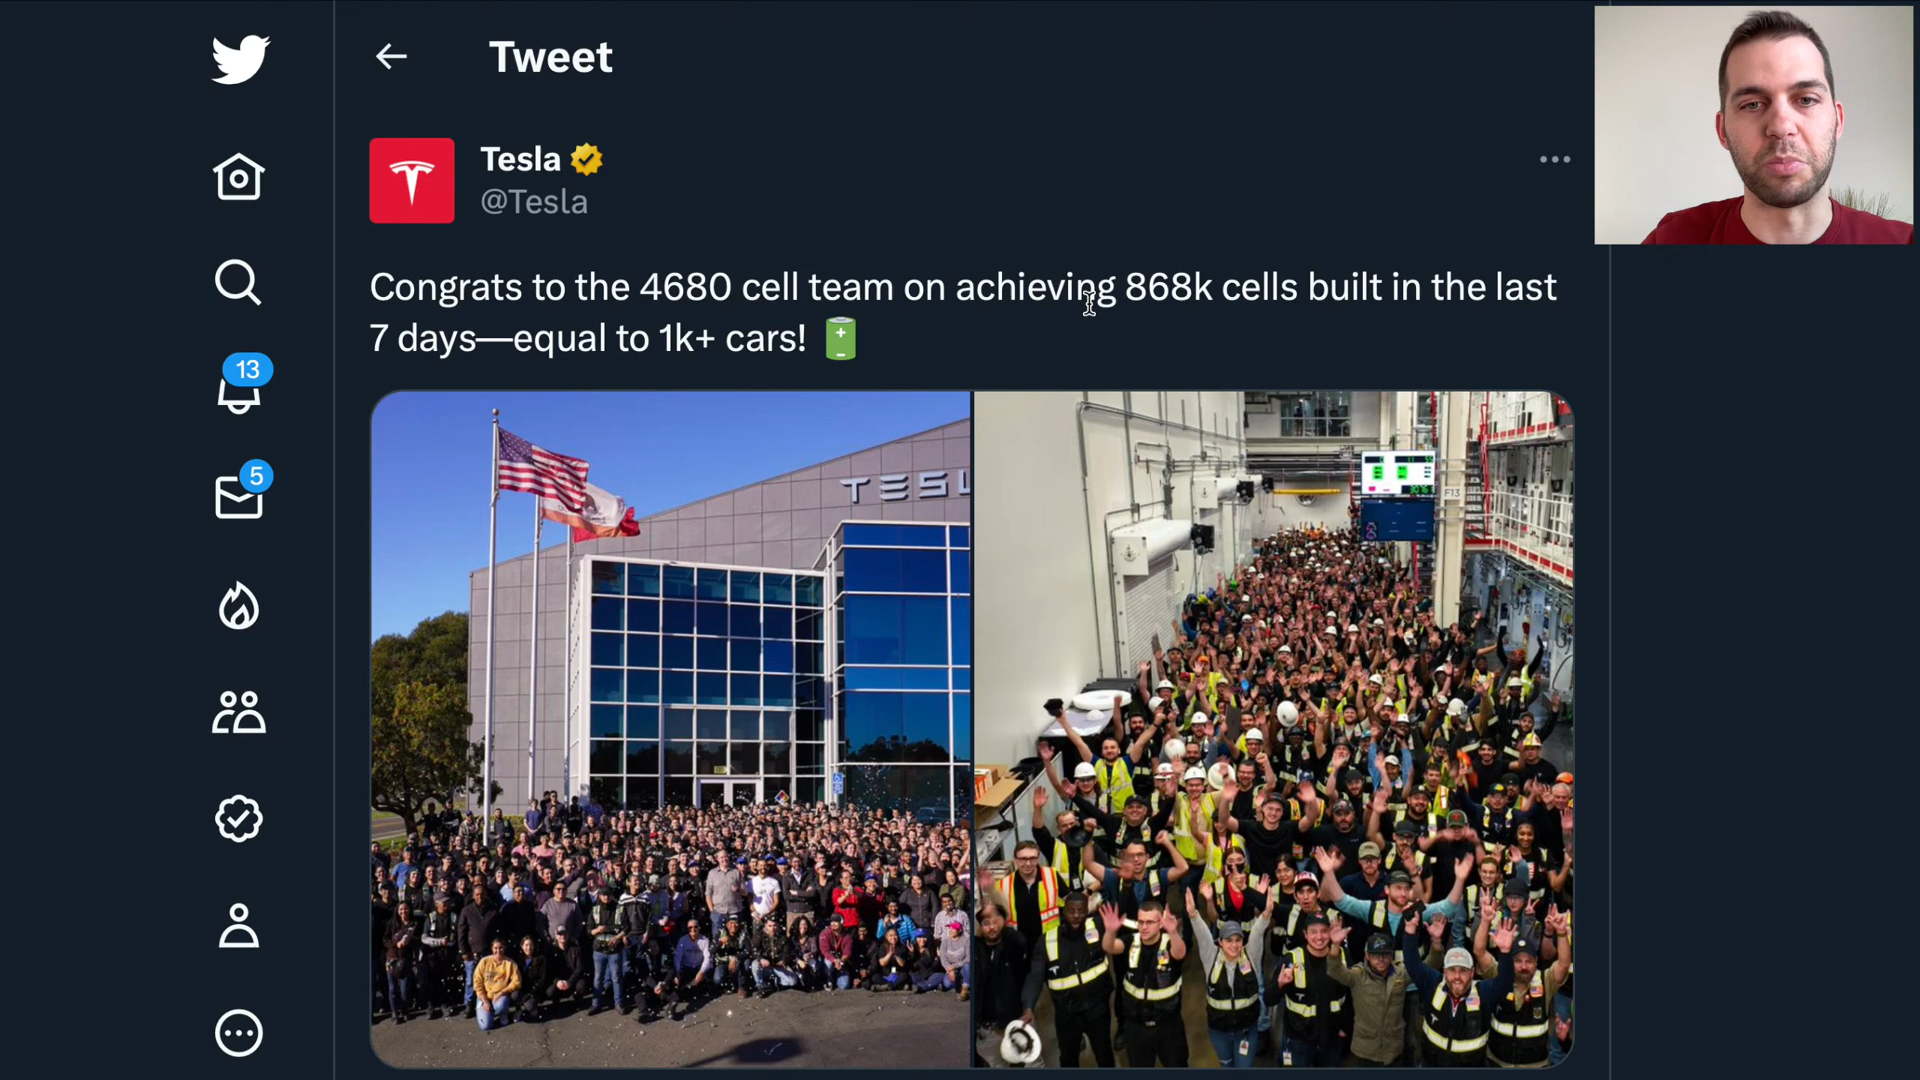 Tweet
Tesla
@Tesla
Congrats to the 4680 cell team on achieving 868k cells built in the last
7 days—equal to 1k+ cars! 🔋
13
5
TESL
F13